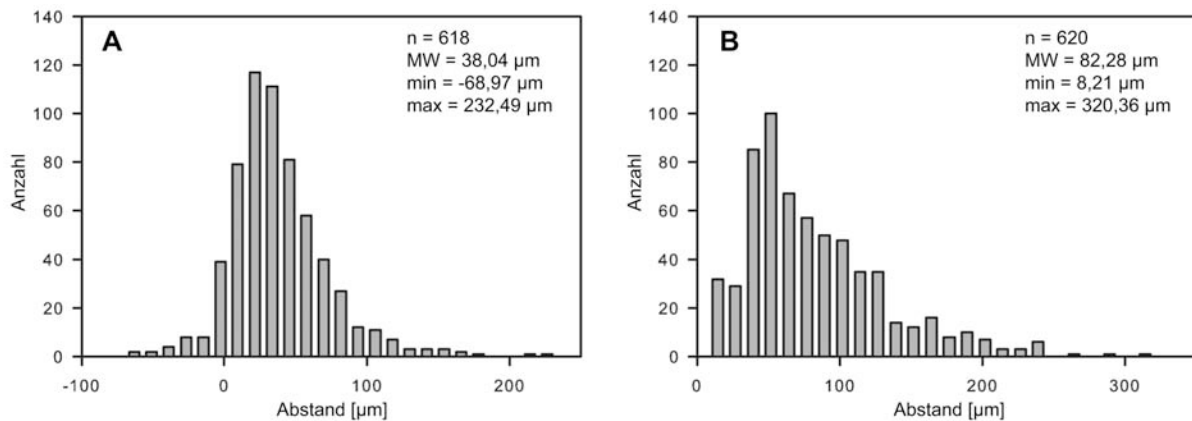 A
n = 618
MW = 38,04 µm
min = -68,97 µm
max = 232,49 µm
140
120
100
80
60
40
20
0
Anzahl
-100 0 100 200
Abstand [µm]
B
n = 620
MW = 82,28 µm
min = 8,21 µm
max = 320,36 µm
140
120
100
80
60
40
20
0
Anzahl
0 100 200 300
Abstand [µm]